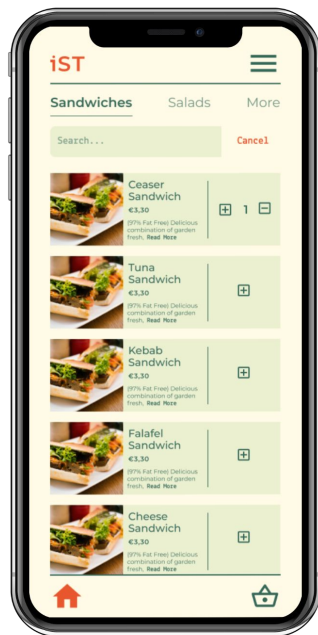 iST
Sandwiches Salads More
Search... Cancel
Ceaser
Sandwich
€3,30
(97% Fat Free) Delicious
combination of garden
fresh. Read More
1
Tuna
Sandwich
€3,30
(97% Fat Free) Delicious
combination of garden
fresh. Read More
Kebab
Sandwich
€3,30
(97% Fat Free) Delicious
combination of garden
fresh. Read More
Falafel
Sandwich
€3,30
(97% Fat Free) Delicious
combination of garden
fresh. Read More
Cheese
Sandwich
€3,30
(97% Fat Free) Delicious
combination of garden
fresh. Read More